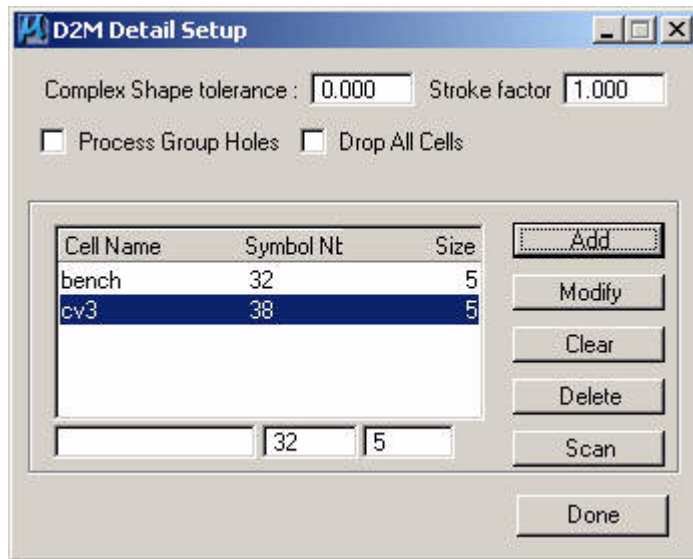 D2M Detail Setup
Complex Shape tolerance : 0.000 Stroke factor 1.000
Process Group Holes Drop All Cells
Cell Name Symbol Nt Size
bench 32 5
cv3 38 5
32 5
Add
Modify
Clear
Delete
Scan
Done